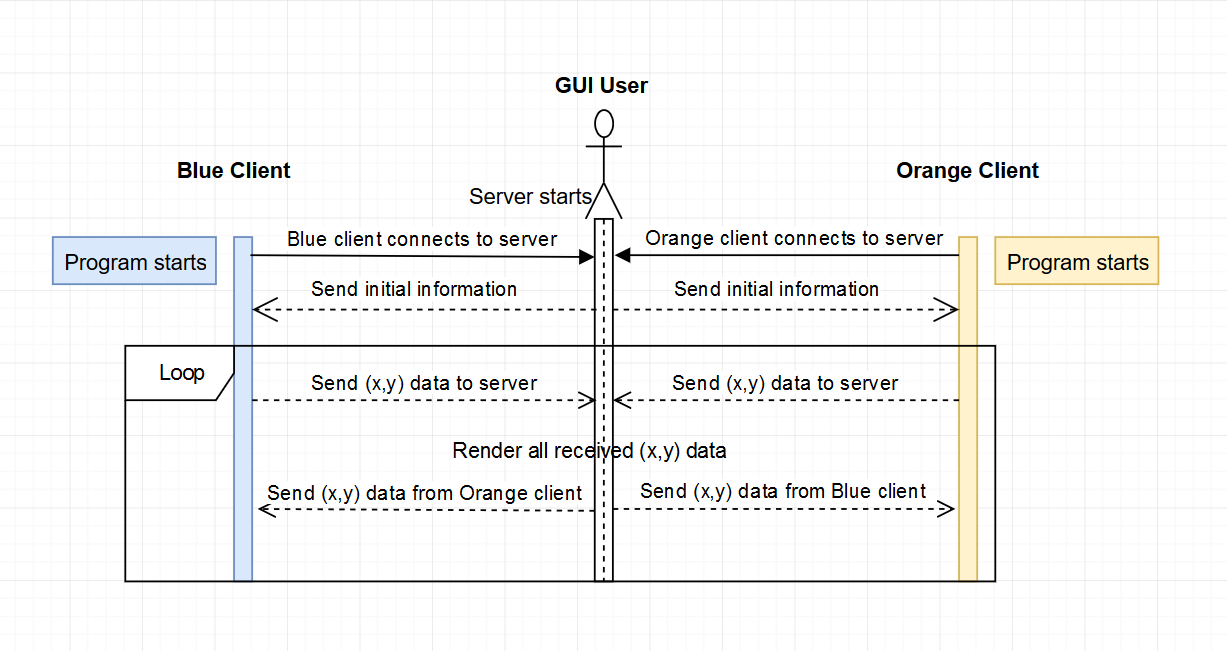 GUI User
Blue Client
Orange Client
Server starts
Blue client connects to server
Orange client connects to server
Program starts
Program starts
Send initial information
Send initial information
Loop
Send (x,y) data to server
Send (x,y) data to server
Render all received (x,y) data
Send (x,y) data from Orange client
Send (x,y) data from Blue client